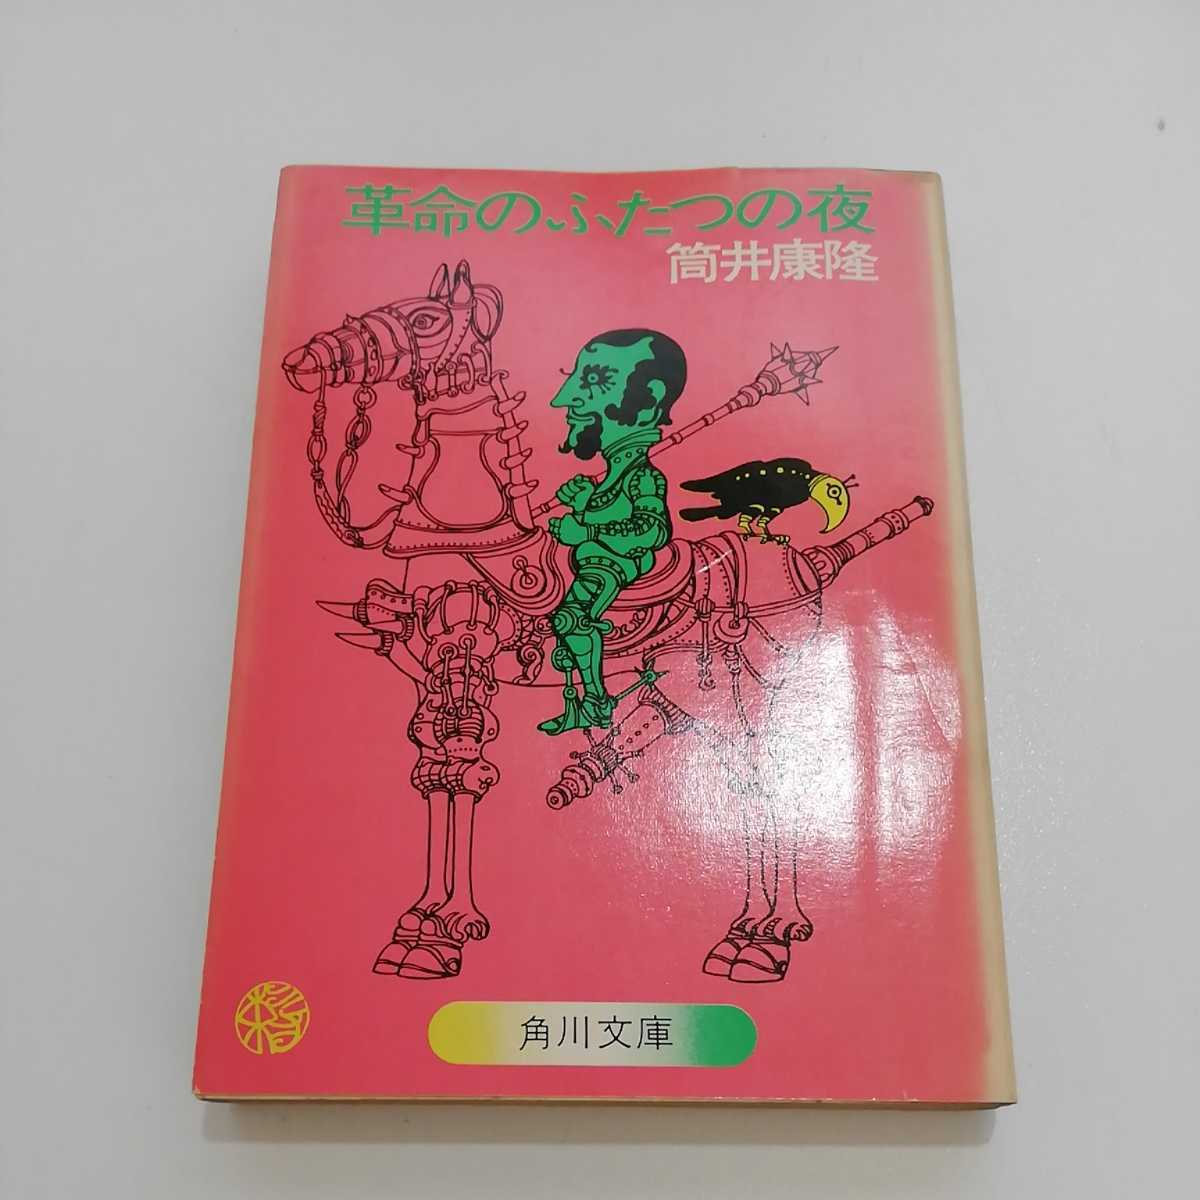 革命のふたつの夜
筒井康隆
角川文庫